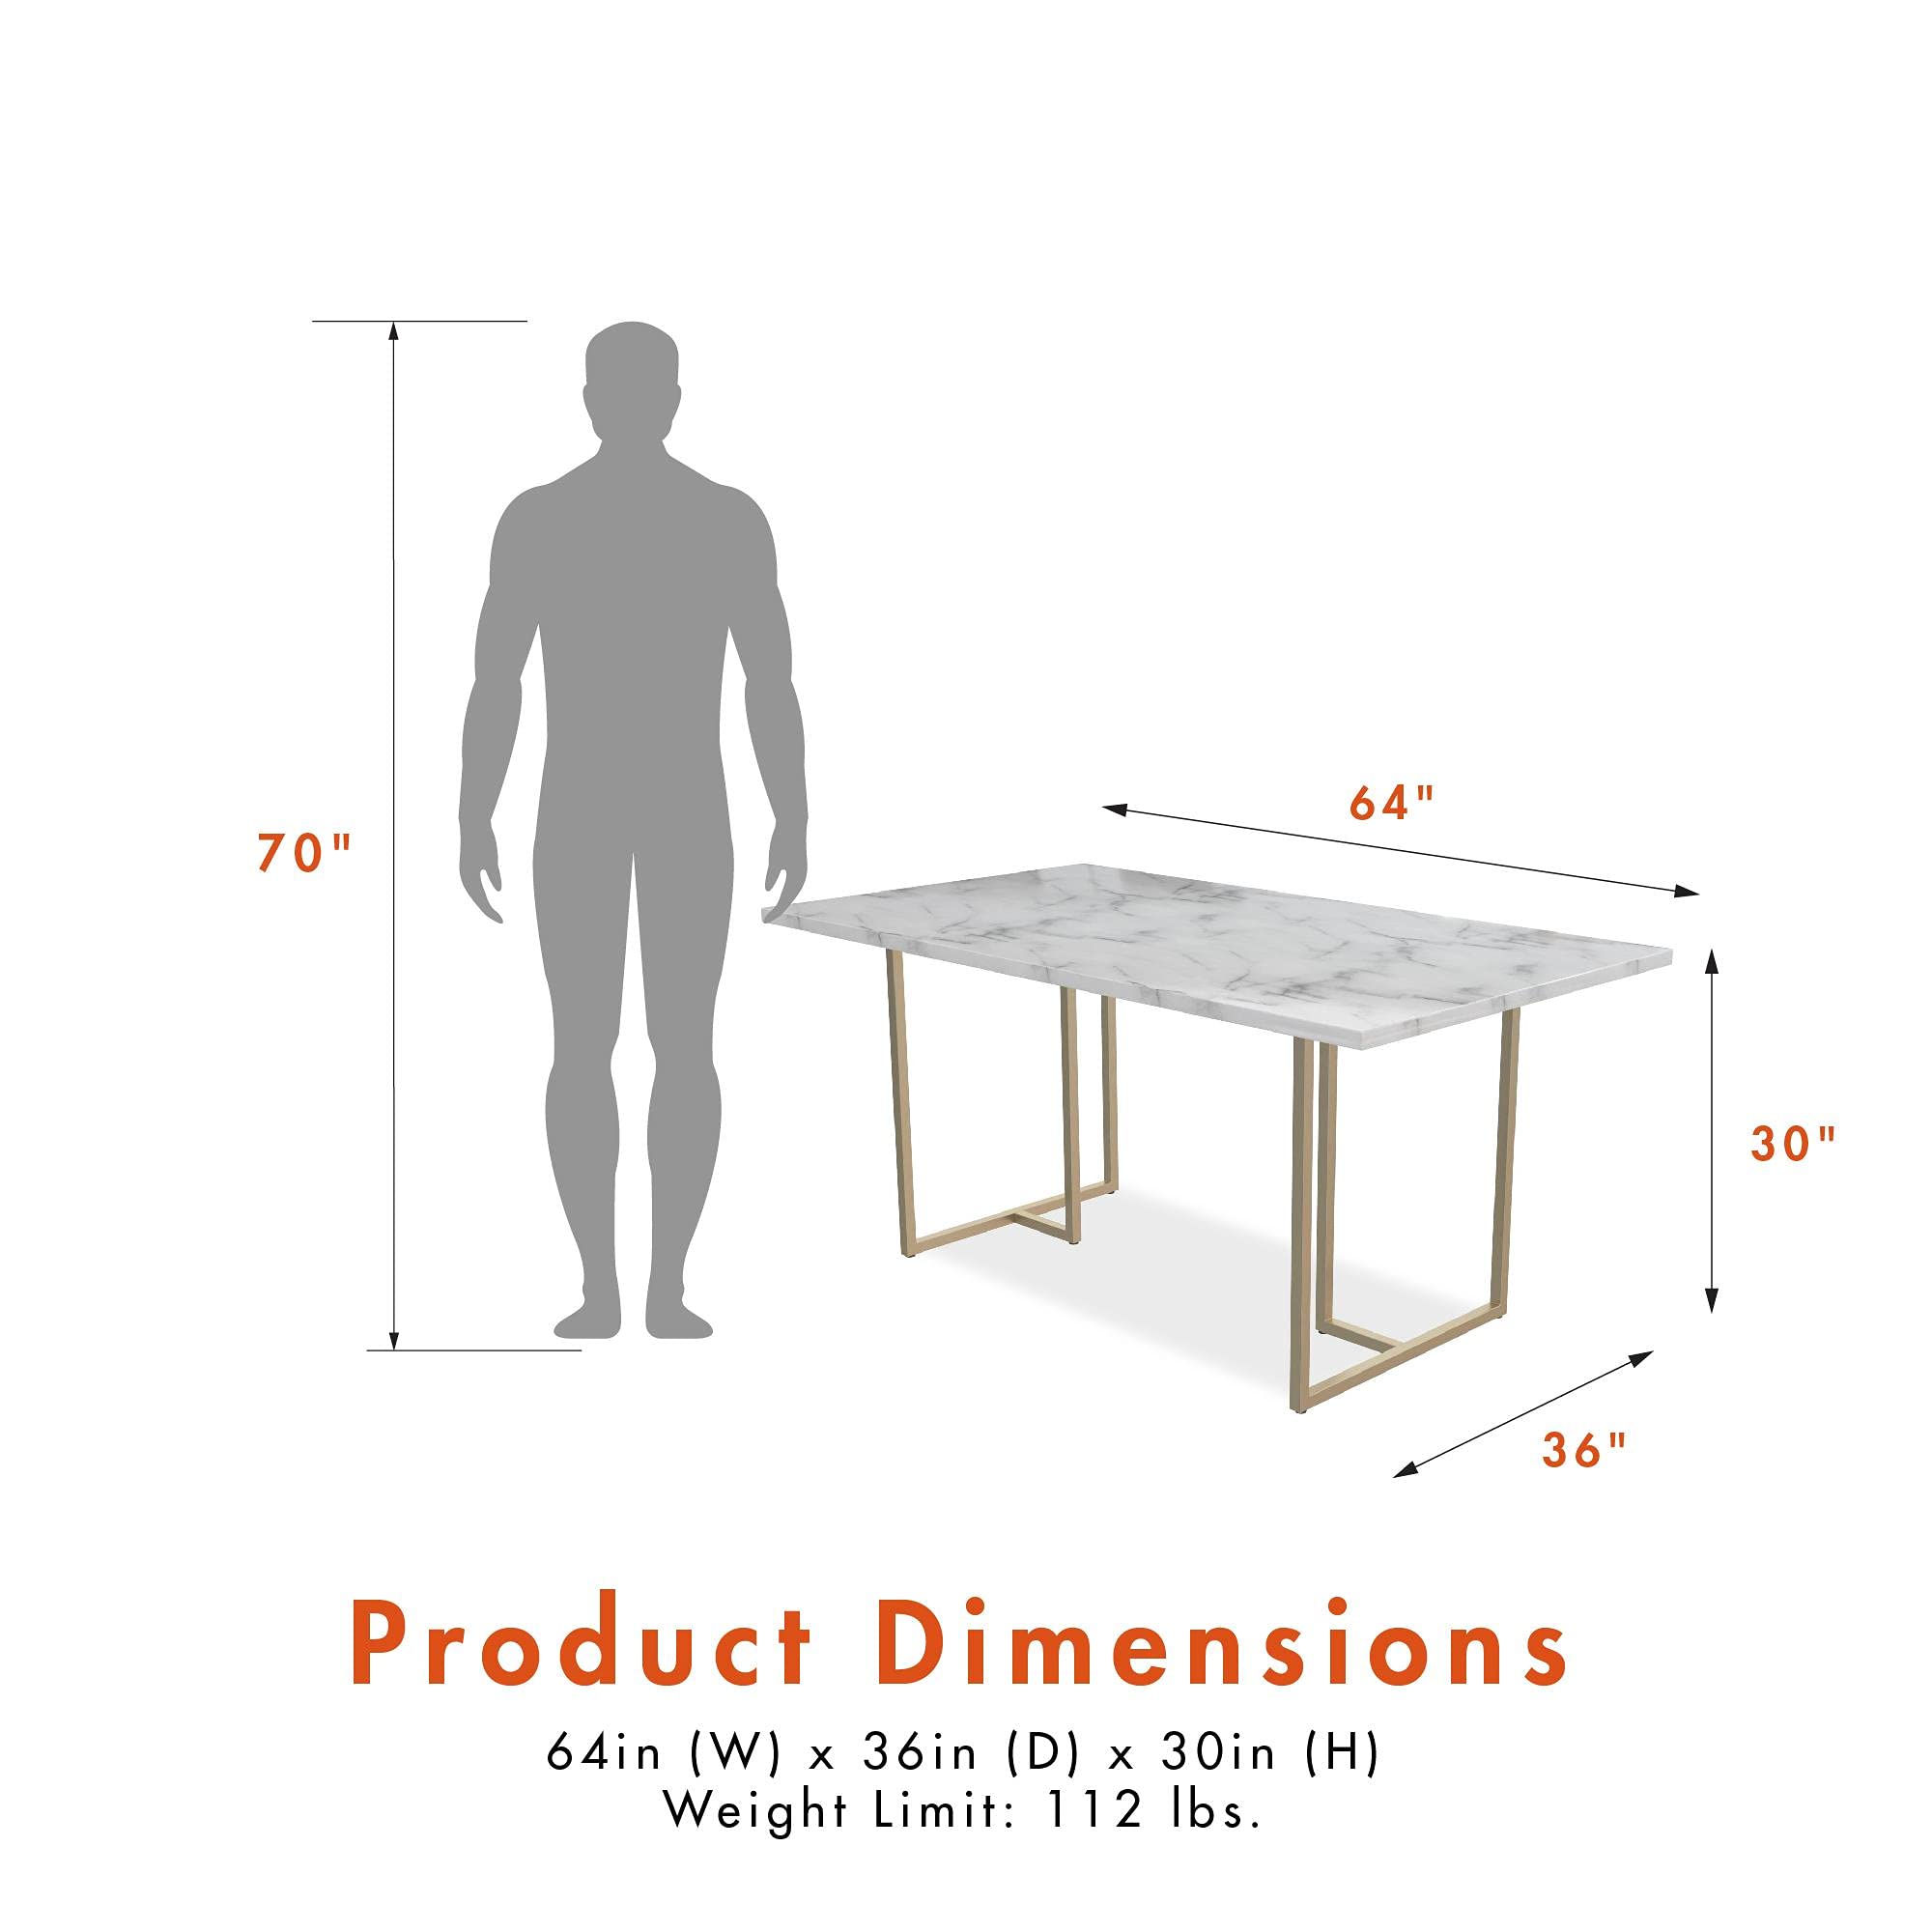 70"
64"
30"
36"
Product Dimensions
64in (W) x 36in (D) x 30in (H)
Weight Limit: 112 lbs.